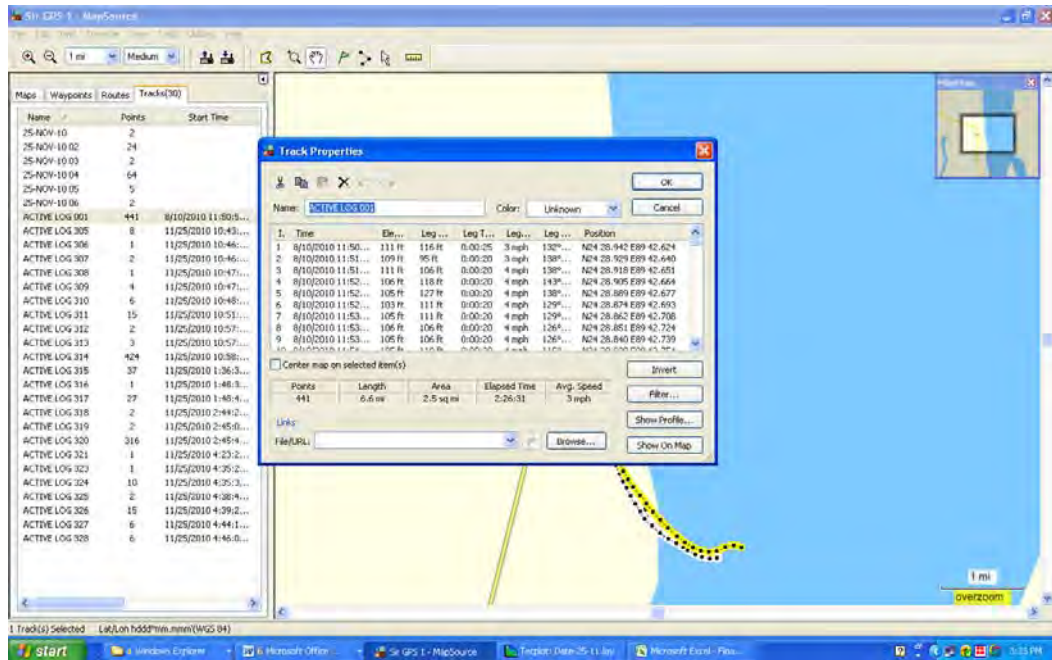 Sir GPS 1 - MapSource
1 mi Medium
Maps Waypoints Routes Tracks(30)
Name Points Start Time
25-NOV-10 2
25-NOV-10 02 24
25-NOV-10 03 2
25-NOV-10 04 64
25-NOV-10 05 5
25-NOV-10 06 2
ACTIVE LOG 001 441 8/10/2010 11:50:5...
ACTIVE LOG 305 8 11/25/2010 10:43:...
ACTIVE LOG 306 1 11/25/2010 10:46:...
ACTIVE LOG 307 2 11/25/2010 10:46:...
ACTIVE LOG 308 1 11/25/2010 10:47:...
ACTIVE LOG 309 4 11/25/2010 10:47:...
ACTIVE LOG 310 6 11/25/2010 10:48:...
ACTIVE LOG 311 15 11/25/2010 10:51:...
ACTIVE LOG 312 2 11/25/2010 10:57:...
ACTIVE LOG 313 3 11/25/2010 10:57:...
ACTIVE LOG 314 424 11/25/2010 10:58:...
ACTIVE LOG 315 37 11/25/2010 1:36:3...
ACTIVE LOG 316 1 11/25/2010 1:48:3...
ACTIVE LOG 317 27 11/25/2010 1:48:4...
ACTIVE LOG 318 2 11/25/2010 2:44:2...
ACTIVE LOG 319 2 11/25/2010 2:45:0...
ACTIVE LOG 320 316 11/25/2010 2:45:4...
ACTIVE LOG 321 1 11/25/2010 4:23:2...
ACTIVE LOG 323 1 11/25/2010 4:35:2...
ACTIVE LOG 324 10 11/25/2010 4:35:3...
ACTIVE LOG 325 2 11/25/2010 4:38:4...
ACTIVE LOG 326 15 11/25/2010 4:39:2...
ACTIVE LOG 327 6 11/25/2010 4:44:1...
ACTIVE LOG 328 6 11/25/2010 4:46:0...
Track Properties
OK
Name: ACTIVE LOG 001 Color: Unknown Cancel
I. Time Ele... Leg ... Leg T... Leg... Leg ... Position
1 8/10/2010 11:50... 111 ft 116 ft 0:00:25 3 mph 132°... N24 28.942 E89 42.624
2 8/10/2010 11:51... 109 ft 95 ft 0:00:20 3 mph 138°... N24 28.929 E89 42.640
3 8/10/2010 11:51... 111 ft 106 ft 0:00:20 4 mph 138°... N24 28.918 E89 42.651
4 8/10/2010 11:52... 106 ft 118 ft 0:00:20 4 mph 143°... N24 28.905 E89 42.664
5 8/10/2010 11:52... 105 ft 127 ft 0:00:20 4 mph 138°... N24 28.889 E89 42.677
6 8/10/2010 11:52... 103 ft 111 ft 0:00:20 4 mph 129°... N24 28.874 E89 42.693
7 8/10/2010 11:53... 105 ft 111 ft 0:00:20 4 mph 129°... N24 28.862 E89 42.708
8 8/10/2010 11:53... 106 ft 106 ft 0:00:20 4 mph 126°... N24 28.851 E89 42.724
9 8/10/2010 11:53... 105 ft 106 ft 0:00:20 4 mph 126°... N24 28.840 E89 42.739
Center map on selected item(s) Invert
Points Length Area Elapsed Time Avg. Speed
441 6.6 mi 2.5 sq mi 2:26:31 3 mph
Filter...
Links
Show Profile...
File/URL: Browse...
Show On Map
1 mi
overzoom
1 Track(s) Selected Lat/Lon hddd°mm.mmm'(WGS 84)
start 4 Windows Explorer 6 Microsoft Office ... Sir GPS 1 - MapSource Microsoft Excel - Fina... 5:35 PM